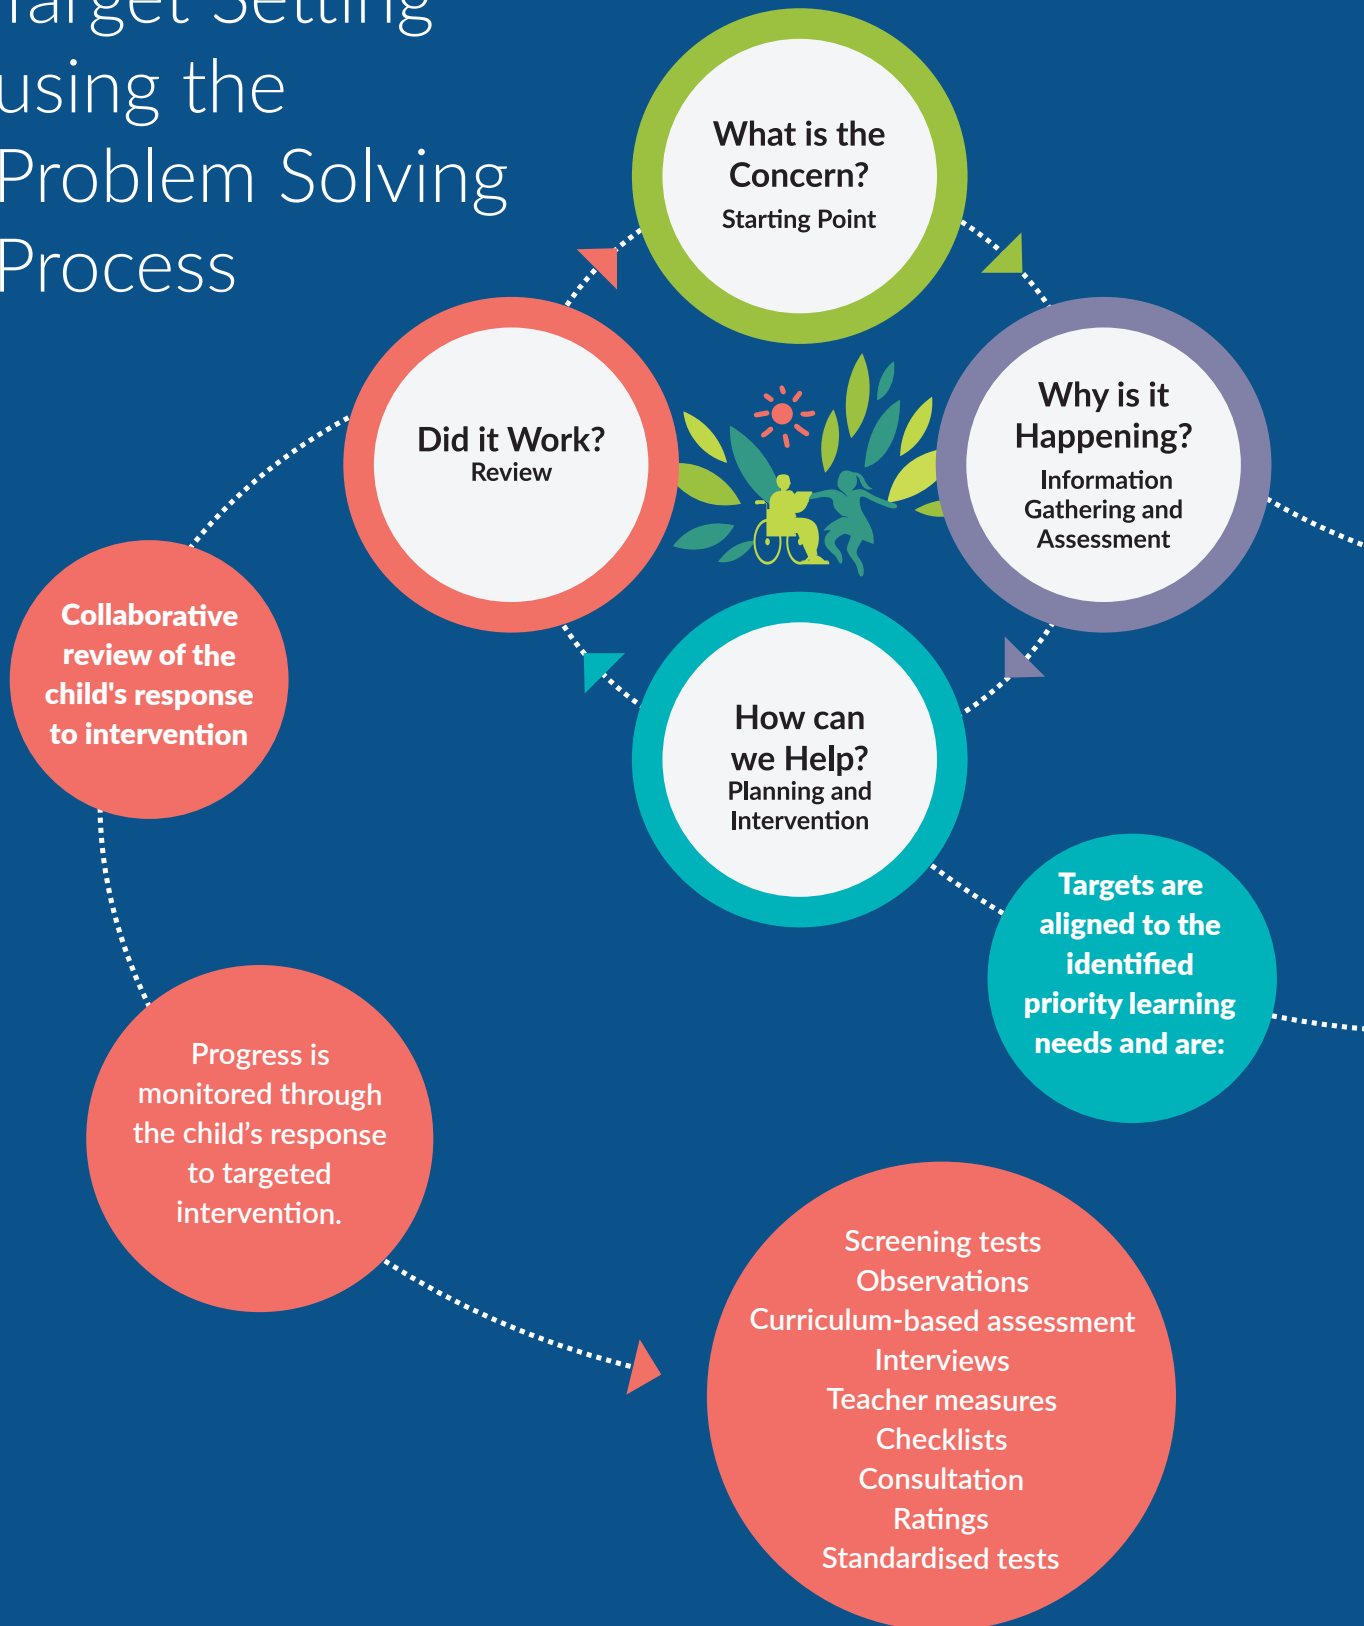 Target Setting
using the
Problem Solving
Process
What is the
Concern?
Starting Point
Why is it
Happening?
Information
Gathering and
Assessment
How can
we Help?
Planning and
Intervention
Did it Work?
Review
Collaborative
review of the
child's response
to intervention
Progress is
monitored through
the child’s response
to targeted
intervention.
Targets are
aligned to the
identified
priority learning
needs and are:
Screening tests
Observations
Curriculum-based assessment
Interviews
Teacher measures
Checklists
Consultation
Ratings
Standardised tests